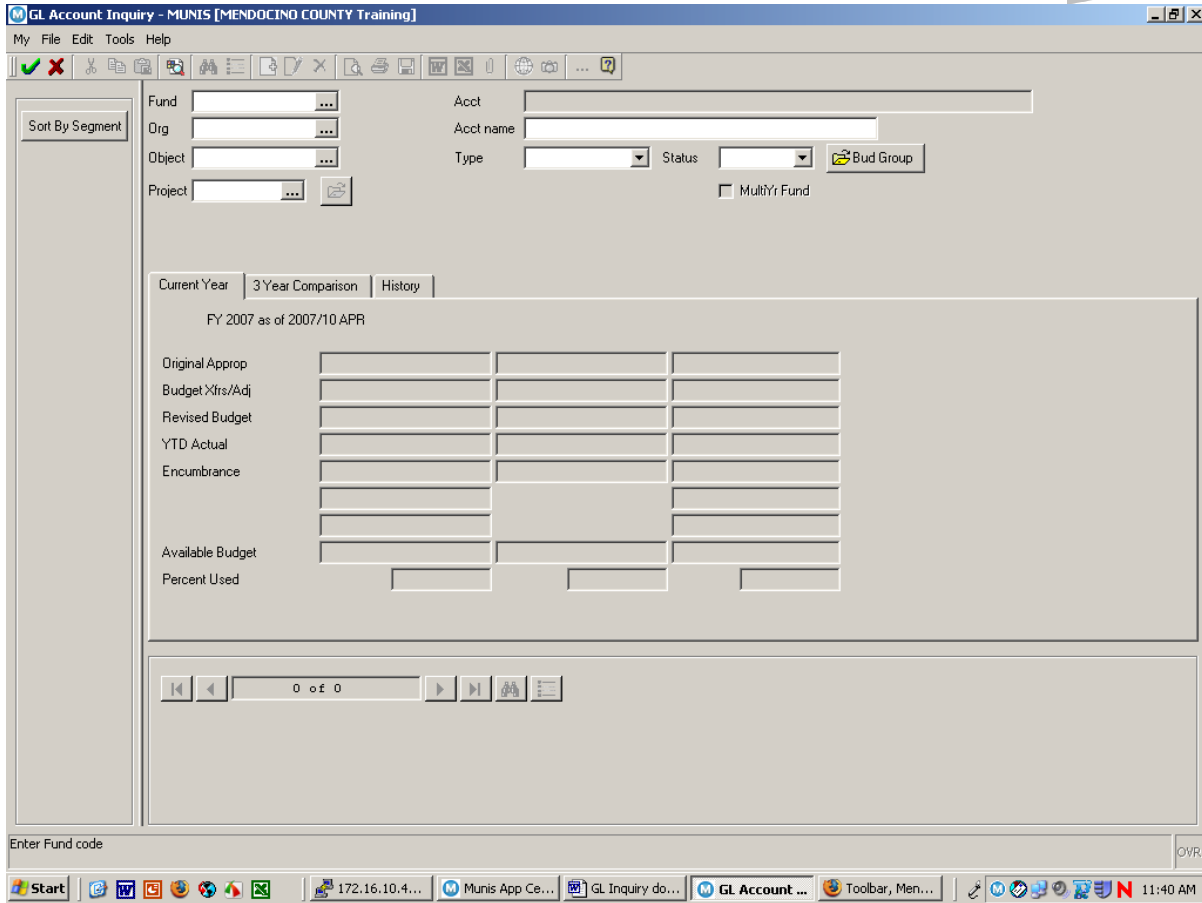 GL Account Inquiry - MUNIS [MENDOCINO COUNTY Training]
My File Edit Tools Help
Sort By Segment
Fund ... Acct
Org ... Acct name
Object ... Type Status Bud Group
Project ... MultiYr Fund
Current Year 3 Year Comparison History
FY 2007 as of 2007/10 APR
Original Approp
Budget Xfrs/Adj
Revised Budget
YTD Actual
Encumbrance
Available Budget
Percent Used
0 of 0
Enter Fund code
OVR
Start 172.16.10.4... Munis App Ce... GL Inquiry do... GL Account ... Toolbar, Men... 11:40 AM